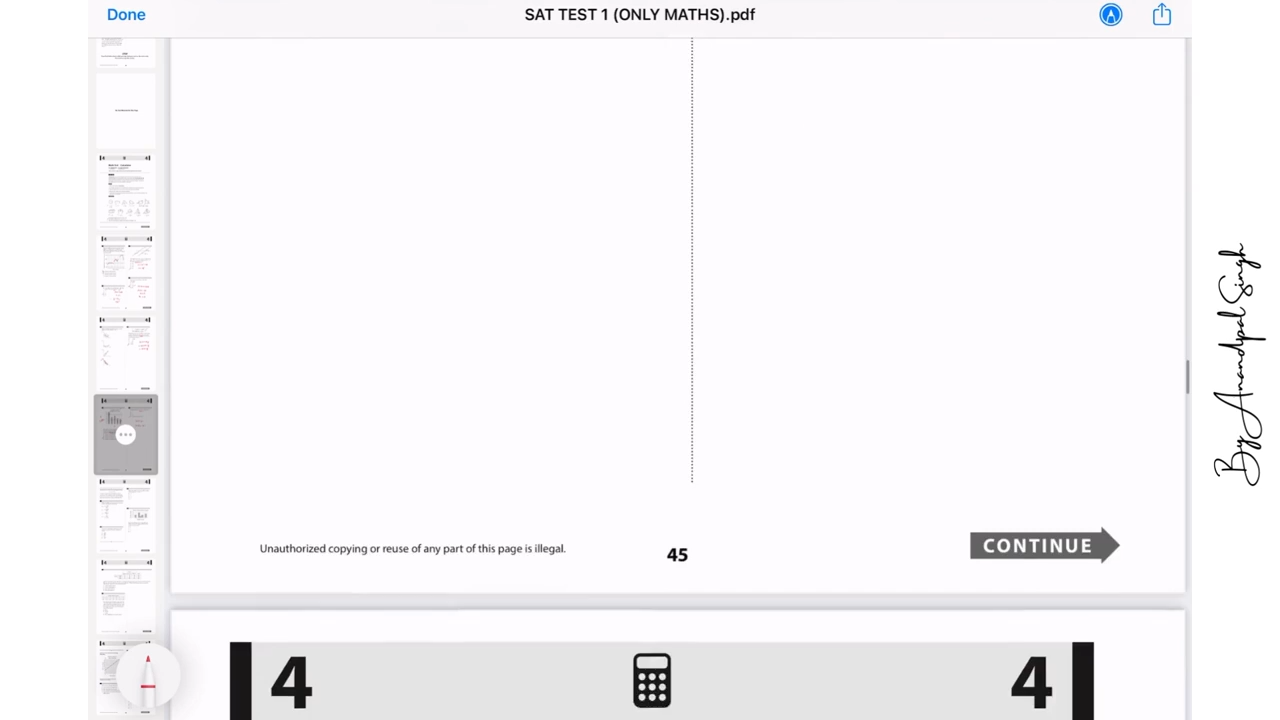 Done
SAT TEST 1 (ONLY MATHS).pdf
Unauthorized copying or reuse of any part of this page is illegal.
45
CONTINUE
4
4
By Anandpal Singh